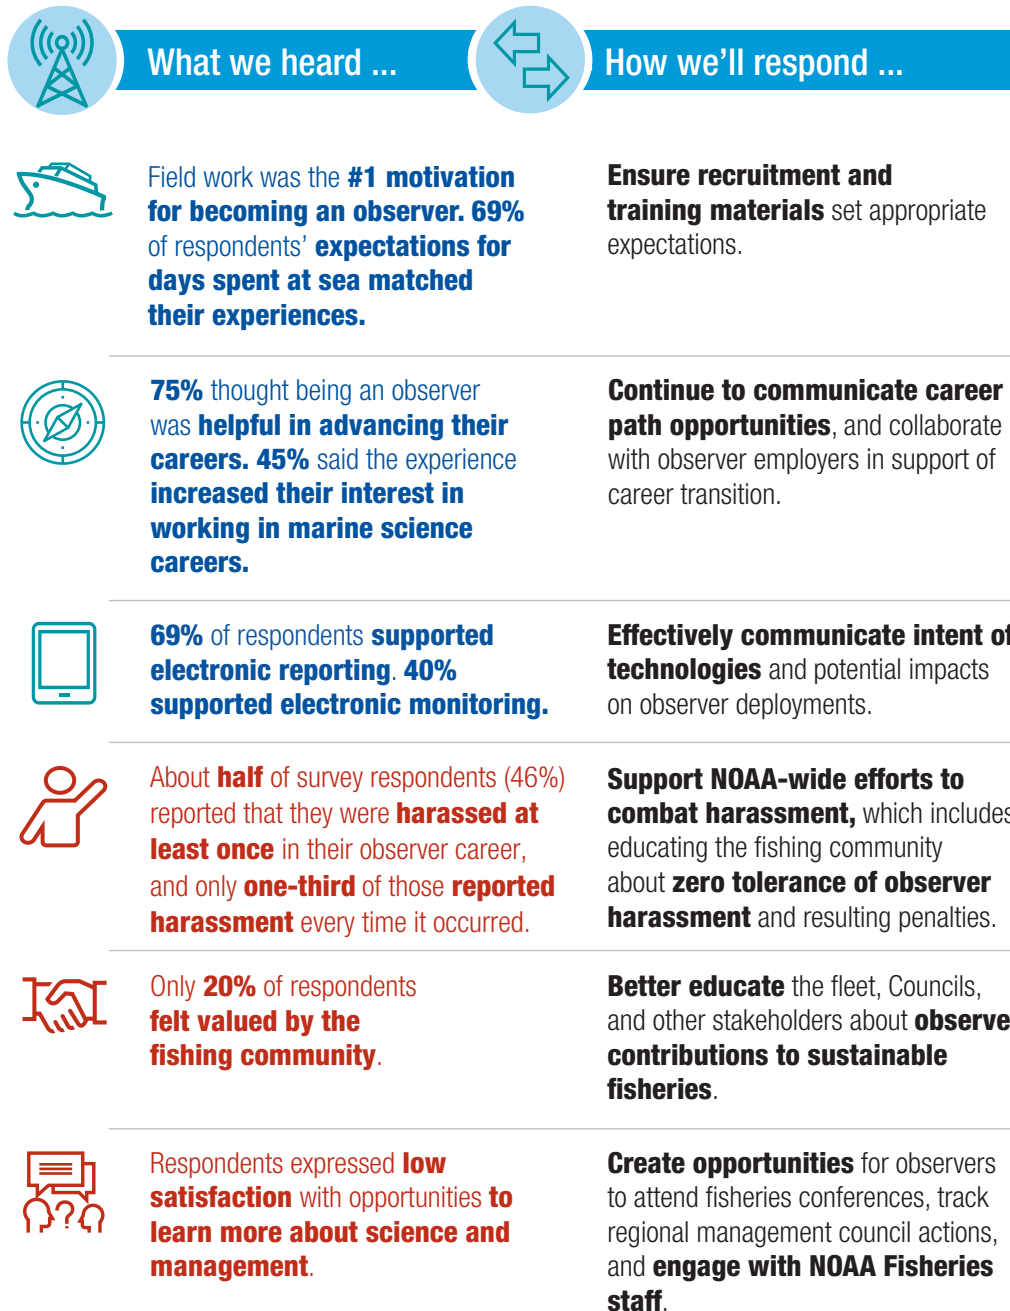 What we heard ...
How we'll respond ...
Field work was the #1 motivation
for becoming an observer. 69%
of respondents’ expectations for
days spent at sea matched
their experiences.
Ensure recruitment and
training materials set appropriate
expectations.
75% thought being an observer
was helpful in advancing their
careers. 45% said the experience
increased their interest in
working in marine science
careers.
Continue to communicate career
path opportunities, and collaborate
with observer employers in support of
career transition.
69% of respondents supported
electronic reporting. 40%
supported electronic monitoring.
Effectively communicate intent of
technologies and potential impacts
on observer deployments.
About half of survey respondents (46%)
reported that they were harassed at
least once in their observer career,
and only one-third of those reported
harassment every time it occurred.
Support NOAA-wide efforts to
combat harassment, which includes
educating the fishing community
about zero tolerance of observer
harassment and resulting penalties.
Only 20% of respondents
felt valued by the
fishing community.
Better educate the fleet, Councils,
and other stakeholders about observe
contributions to sustainable
fisheries.
Respondents expressed low
satisfaction with opportunities to
learn more about science and
management.
Create opportunities for observers
to attend fisheries conferences, track
regional management council actions,
and engage with NOAA Fisheries
staff.